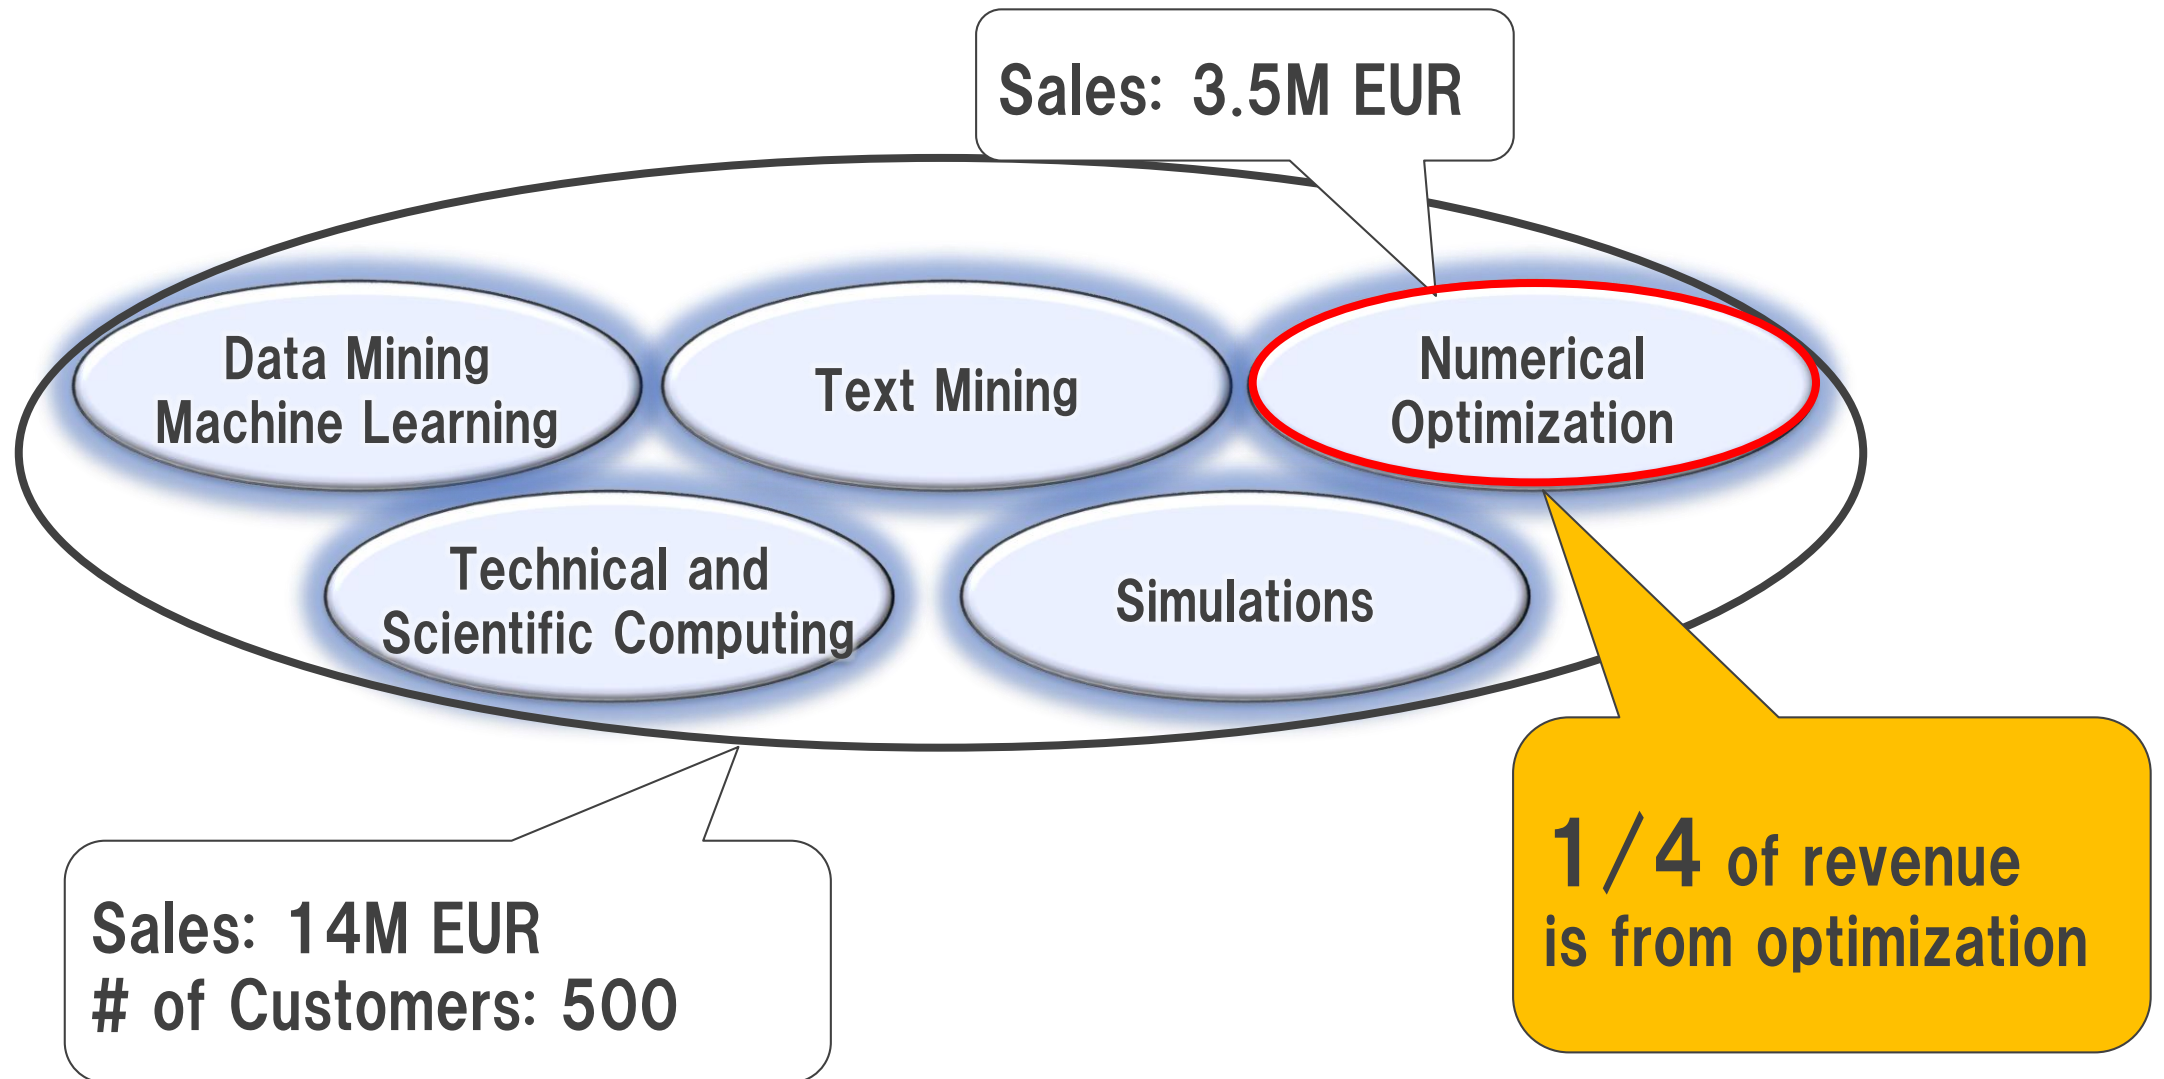 Sales: 3.5M EUR
Data Mining
Machine Learning
Text Mining
Numerical
Optimization
Technical and
Scientific Computing
Simulations
Sales: 14M EUR
# of Customers: 500
1/4 of revenue
is from optimization